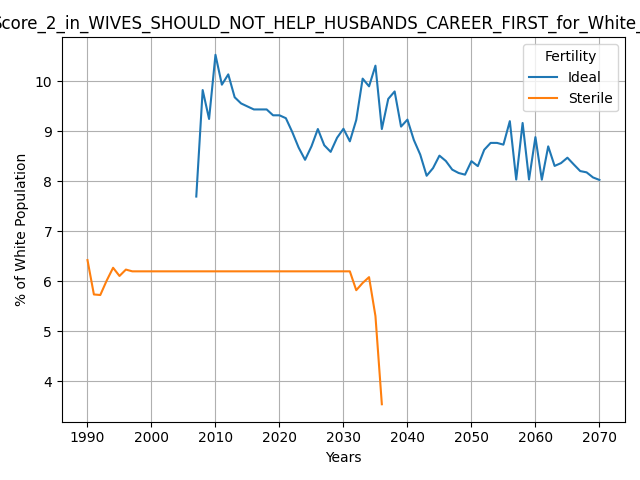 Score_2_in_WIVES_SHOULD_NOT_HELP_HUSBANDS_CAREER_FIRST_for_White_
Fertility
Ideal
Sterile
% of White Population
10
9
8
7
6
5
4
1990 2000 2010 2020 2030 2040 2050 2060 2070
Years